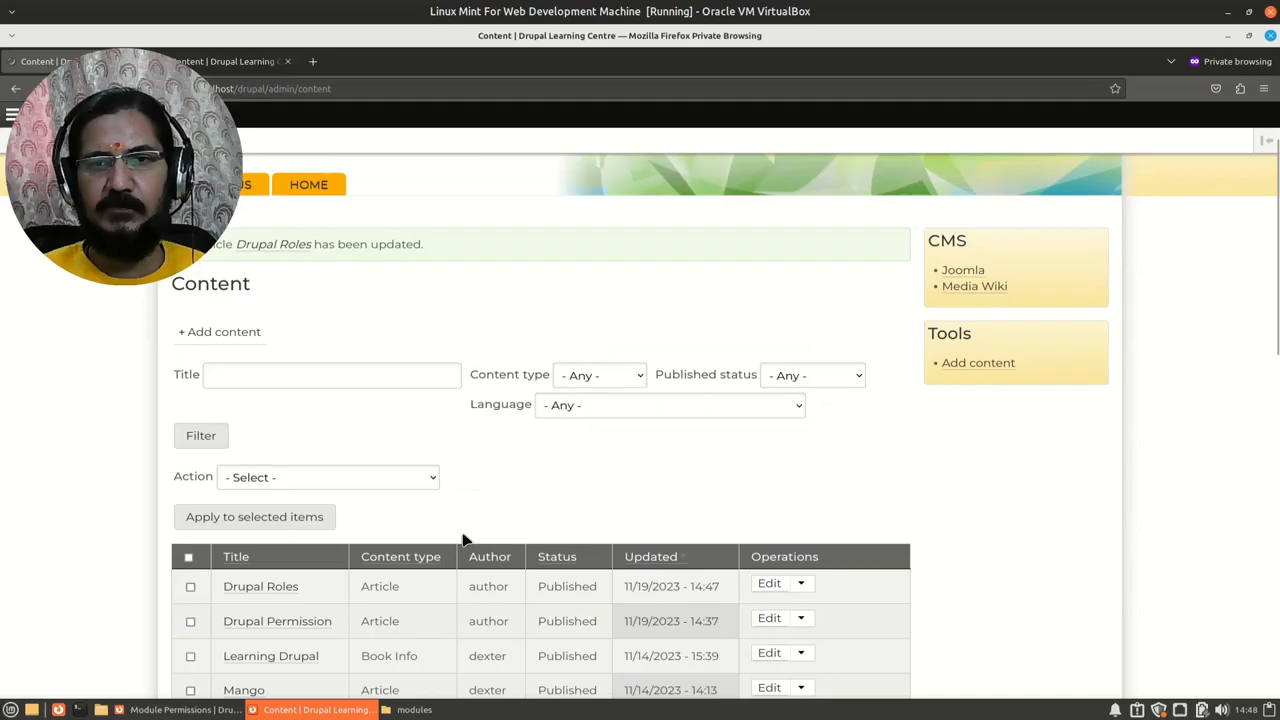 Linux Mint For Web Development Machine [Running] - Oracle VM VirtualBox
Content | Drupal Learning Centre — Mozilla Firefox Private Browsing
Content | D
ontent | Drupal Learning
Private browsing
lhost/drupal/admin/content
US
HOME
cle Drupal Roles has been updated.
CMS
Joomla
Media Wiki
Content
+ Add content
Tools
Add content
Title
Content type
- Any -
Published status
- Any -
Language
- Any -
Filter
Action
- Select -
Apply to selected items
Title Content type Author Status Updated Operations
Drupal Roles Article author Published 11/19/2023 - 14:47 Edit
Drupal Permission Article author Published 11/19/2023 - 14:37 Edit
Learning Drupal Book Info dexter Published 11/14/2023 - 15:39 Edit
Mango Article dexter Published 11/14/2023 - 14:13 Edit
Module Permissions | Dru...
Content | Drupal Learning...
modules
14:48